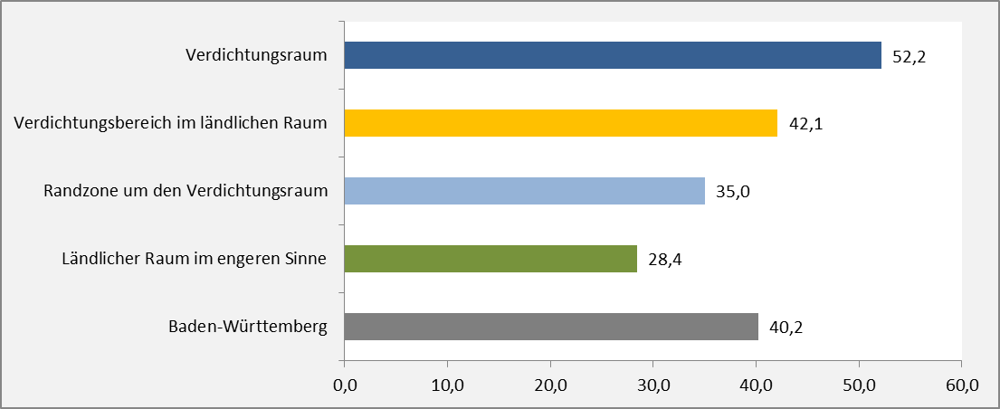 Verdichtungsraum 52,2
Verdichtungsbereich im ländlichen Raum 42,1
Randzone um den Verdichtungsraum 35,0
Ländlicher Raum im engeren Sinne 28,4
Baden-Württemberg 40,2
0,0 10,0 20,0 30,0 40,0 50,0 60,0